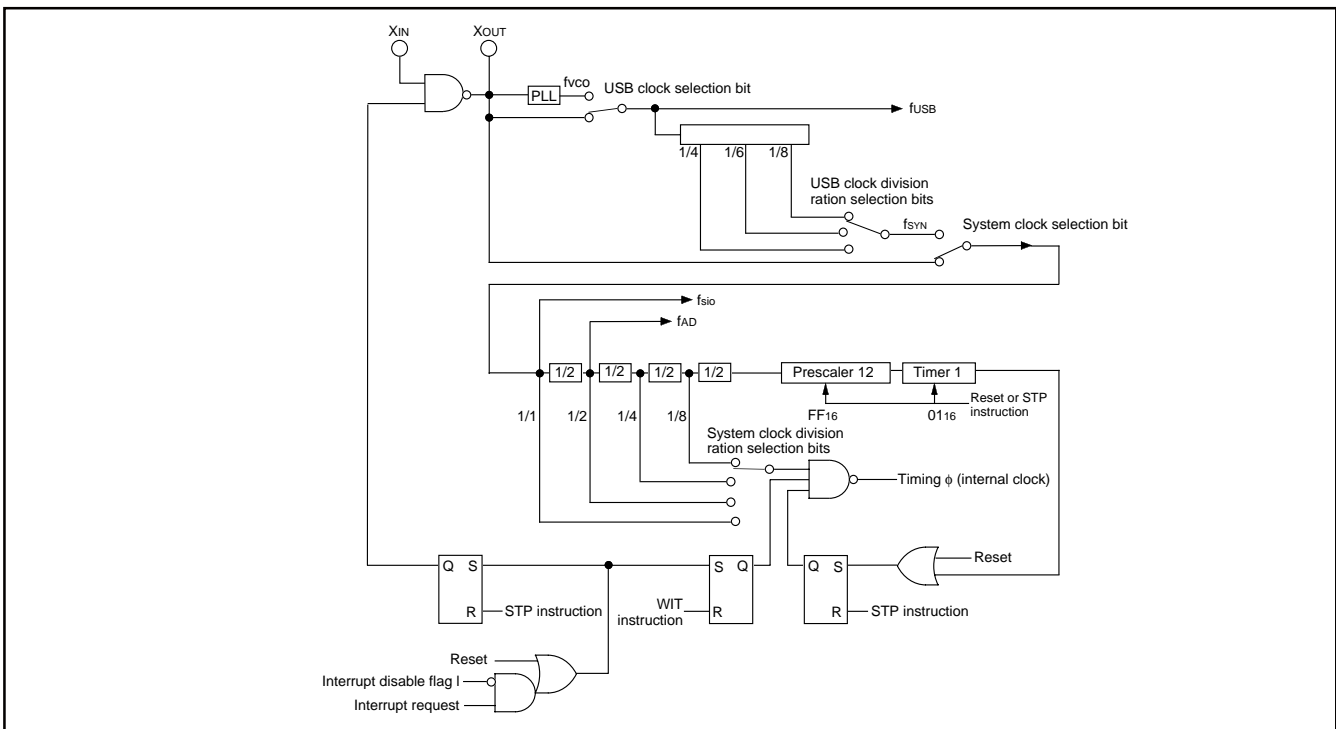 XIN
XOUT
PLL
fVCO
USB clock selection bit
fUSB
1/4
1/6
1/8
USB clock division
ration selection bits
fSYN
System clock selection bit
fsio
fAD
1/2
1/2
1/2
1/2
Prescaler 12
Timer 1
Reset or STP
instruction
FF16
0116
1/1
1/2
1/4
1/8
System clock division
ration selection bits
Timing ϕ (internal clock)
Q S
R
STP instruction
S Q
R
WIT
instruction
Q S
R
STP instruction
Reset
Reset
Interrupt disable flag I
Interrupt request